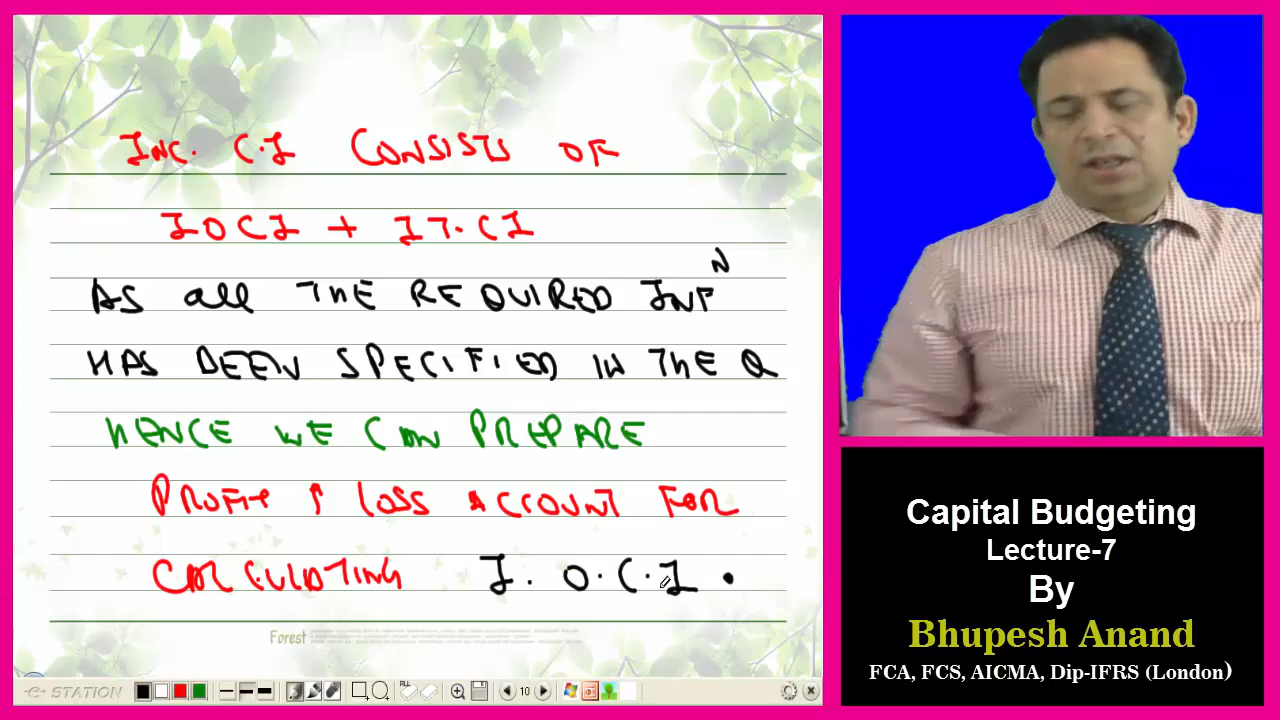 INC. C.I CONSISTS OF
IOCI + IT.CI
AS all THE REQUIRED INFN
HAS BEEN SPECIFIED IN THE Q
HENCE WE CAN PREPARE
PROFIT & LOSS ACCOUNT FOR
CALCULATING I. O.C.I .
Forest
e-STATION
10
Capital Budgeting
Lecture-7
By
Bhupesh Anand
FCA, FCS, AICMA, Dip-IFRS (London)